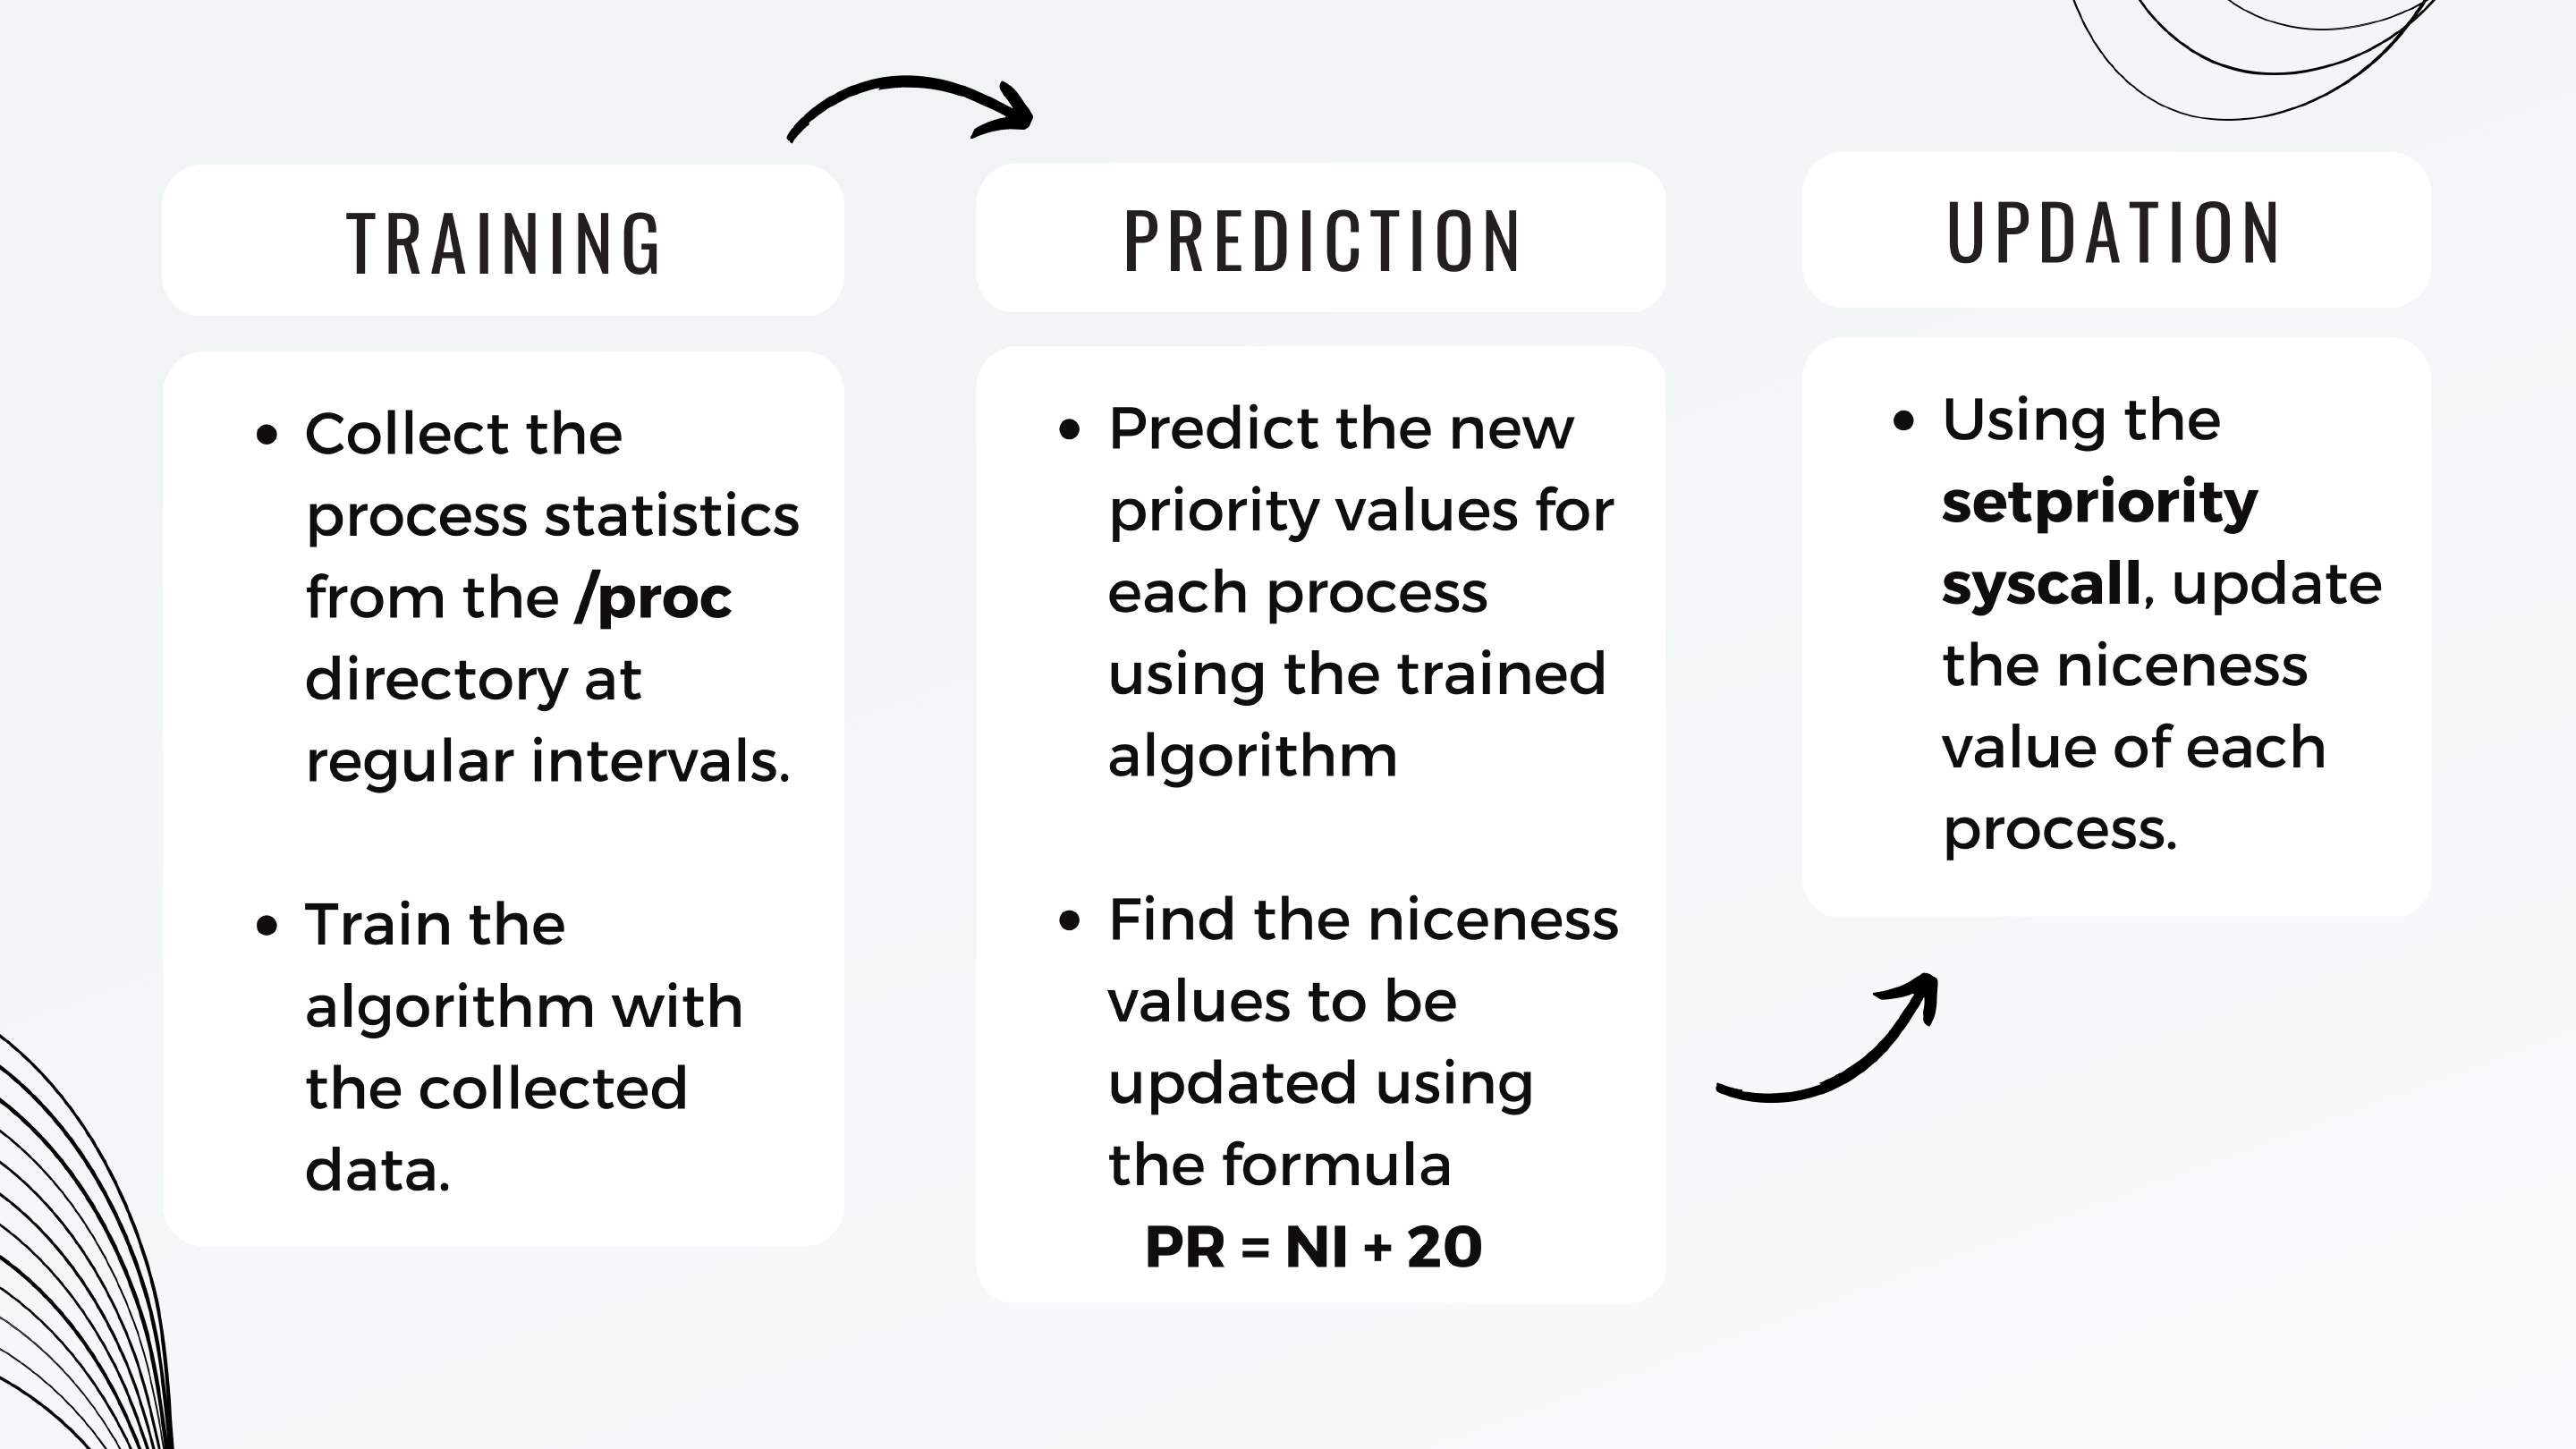 TRAINING
• Collect the
process statistics
from the /proc
directory at
regular intervals.
• Train the
algorithm with
the collected
data.
PREDICTION
• Predict the new
priority values for
each process
using the trained
algorithm
• Find the niceness
values to be
updated using
the formula
PR = NI + 20
UPDATION
• Using the
setpriority
syscall, update
the niceness
value of each
process.